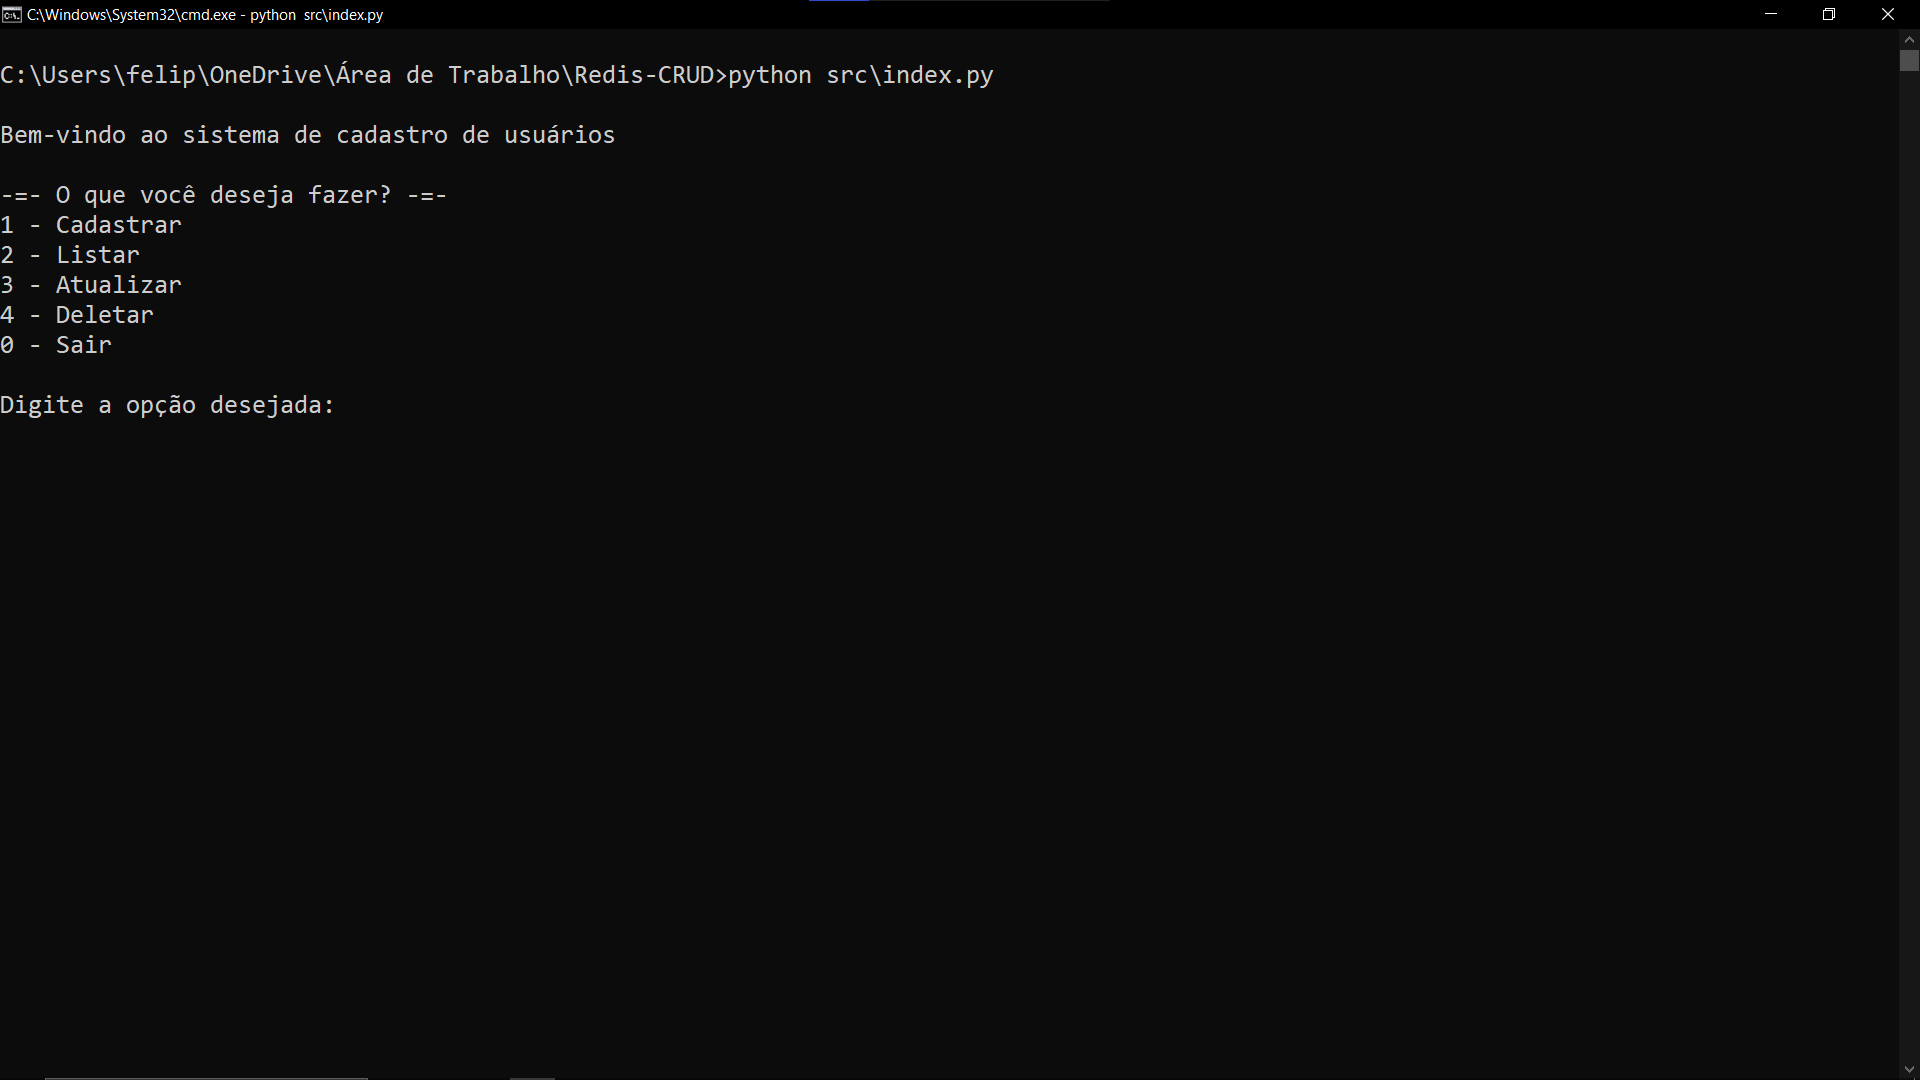 C:\Windows\System32\cmd.exe - python  src\index.py
C:\Users\felip\OneDrive\Área de Trabalho\Redis-CRUD>python src\index.py
Bem-vindo ao sistema de cadastro de usuários
-=- O que você deseja fazer? -=-
1 - Cadastrar
2 - Listar
3 - Atualizar
4 - Deletar
0 - Sair
Digite a opção desejada: